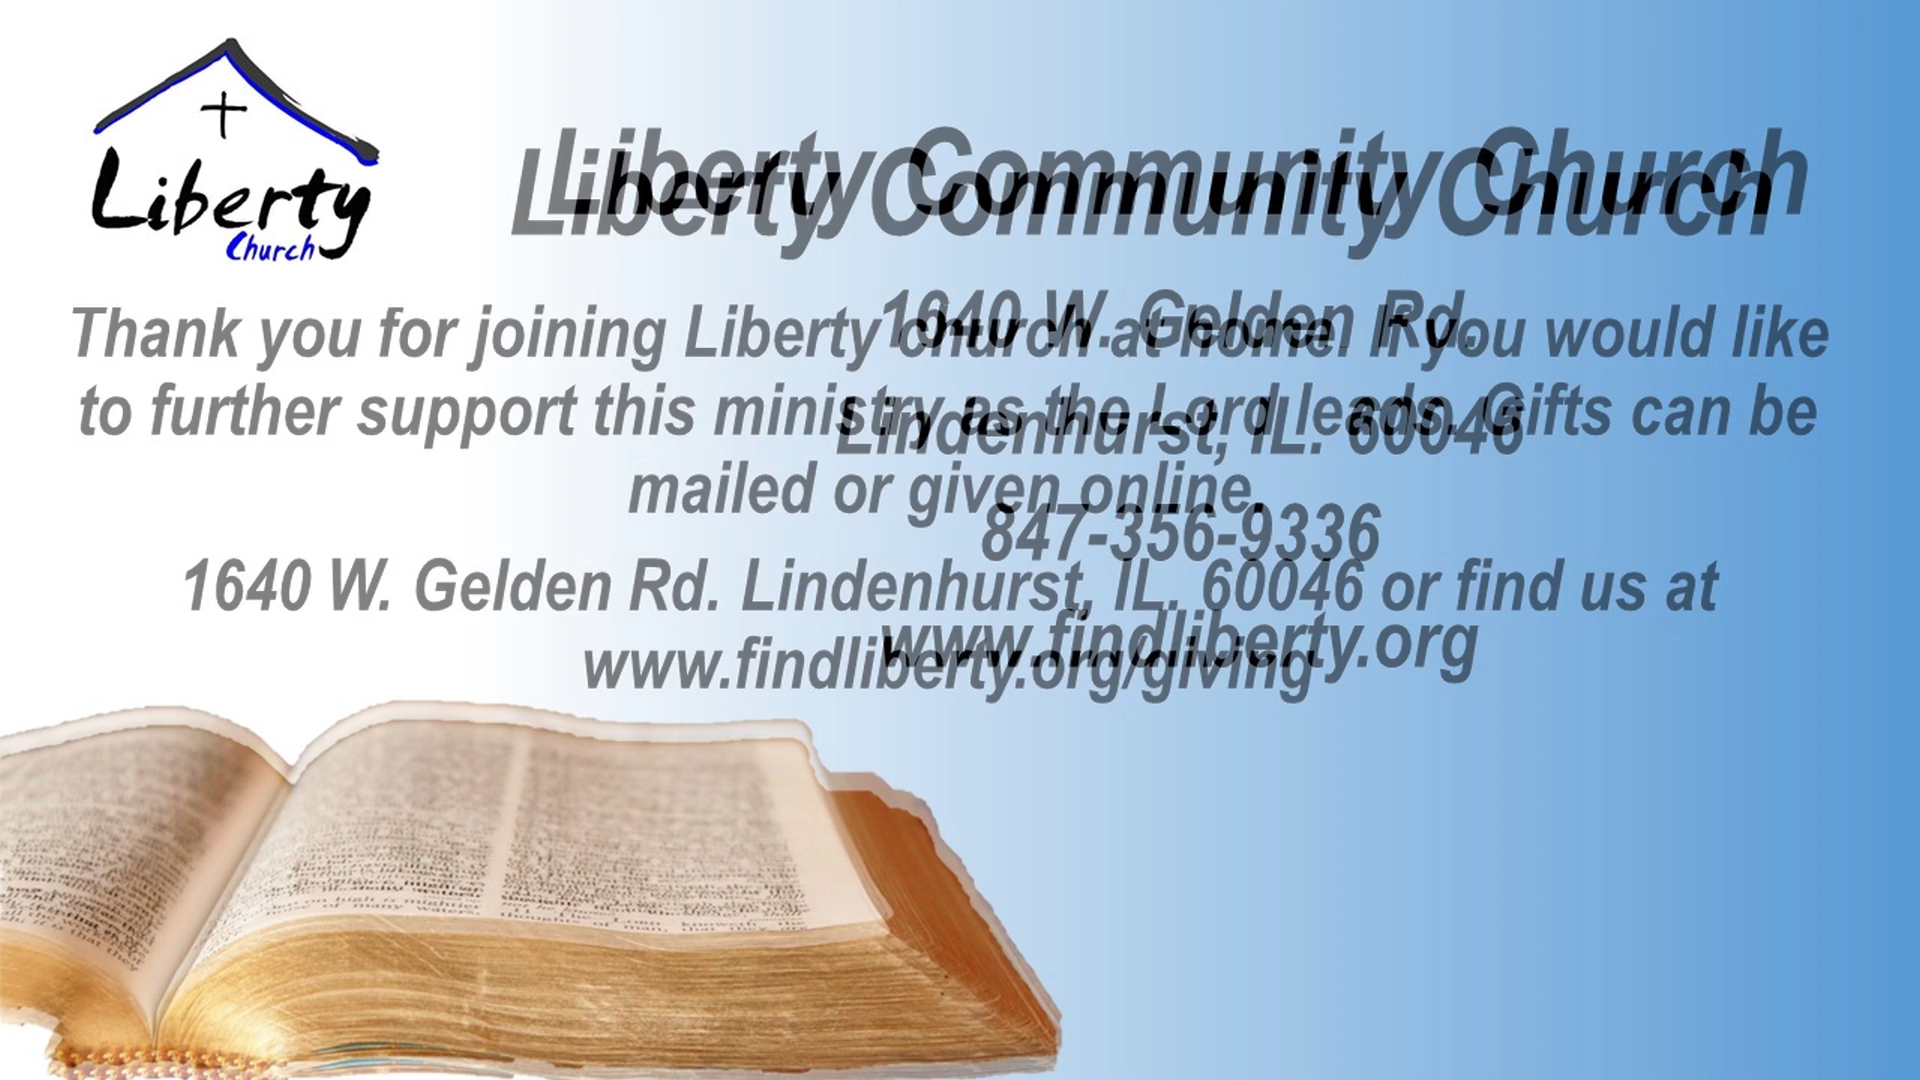 Liberty
Church
Liberty Community Church
Liberty Community Church
Thank you for joining Liberty church at home. If you would like
to further support this ministry as the Lord leads. Gifts can be
mailed or given online.
1640 W. Gelden Rd. Lindenhurst, IL. 60046 or find us at
www.findliberty.org/giving
1640 W. Gelden Rd.
Lindenhurst, IL. 60046
847-356-9336
www.findliberty.org